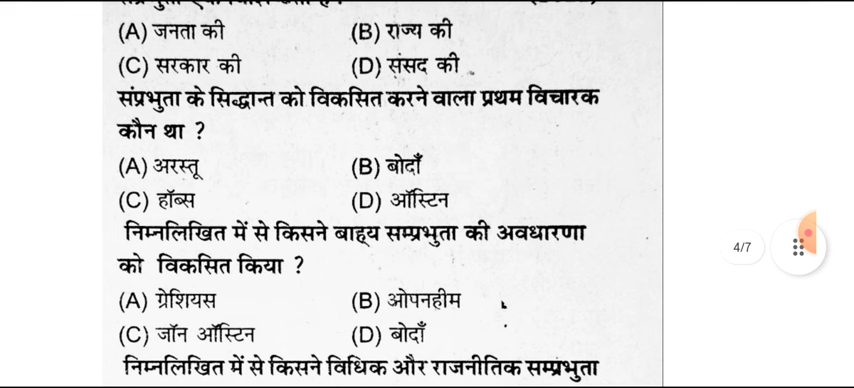 (A) जनता की (B) राज्य की
(C) सरकार की (D) संसद की
संप्रभुता के सिद्धान्त को विकसित करने वाला प्रथम विचारक
कौन था ?
(A) अरस्तू (B) बोदाँ
(C) हॉब्स (D) ऑस्टिन
निम्नलिखित में से किसने बाह्य सम्प्रभुता की अवधारणा
को विकसित किया ?
(A) ग्रेशियस (B) ओपनहीम
4/7
(C) जॉन ऑस्टिन (D) बोदाँ
निम्नलिखित में से किसने विधिक और राजनीतिक सम्प्रभुता